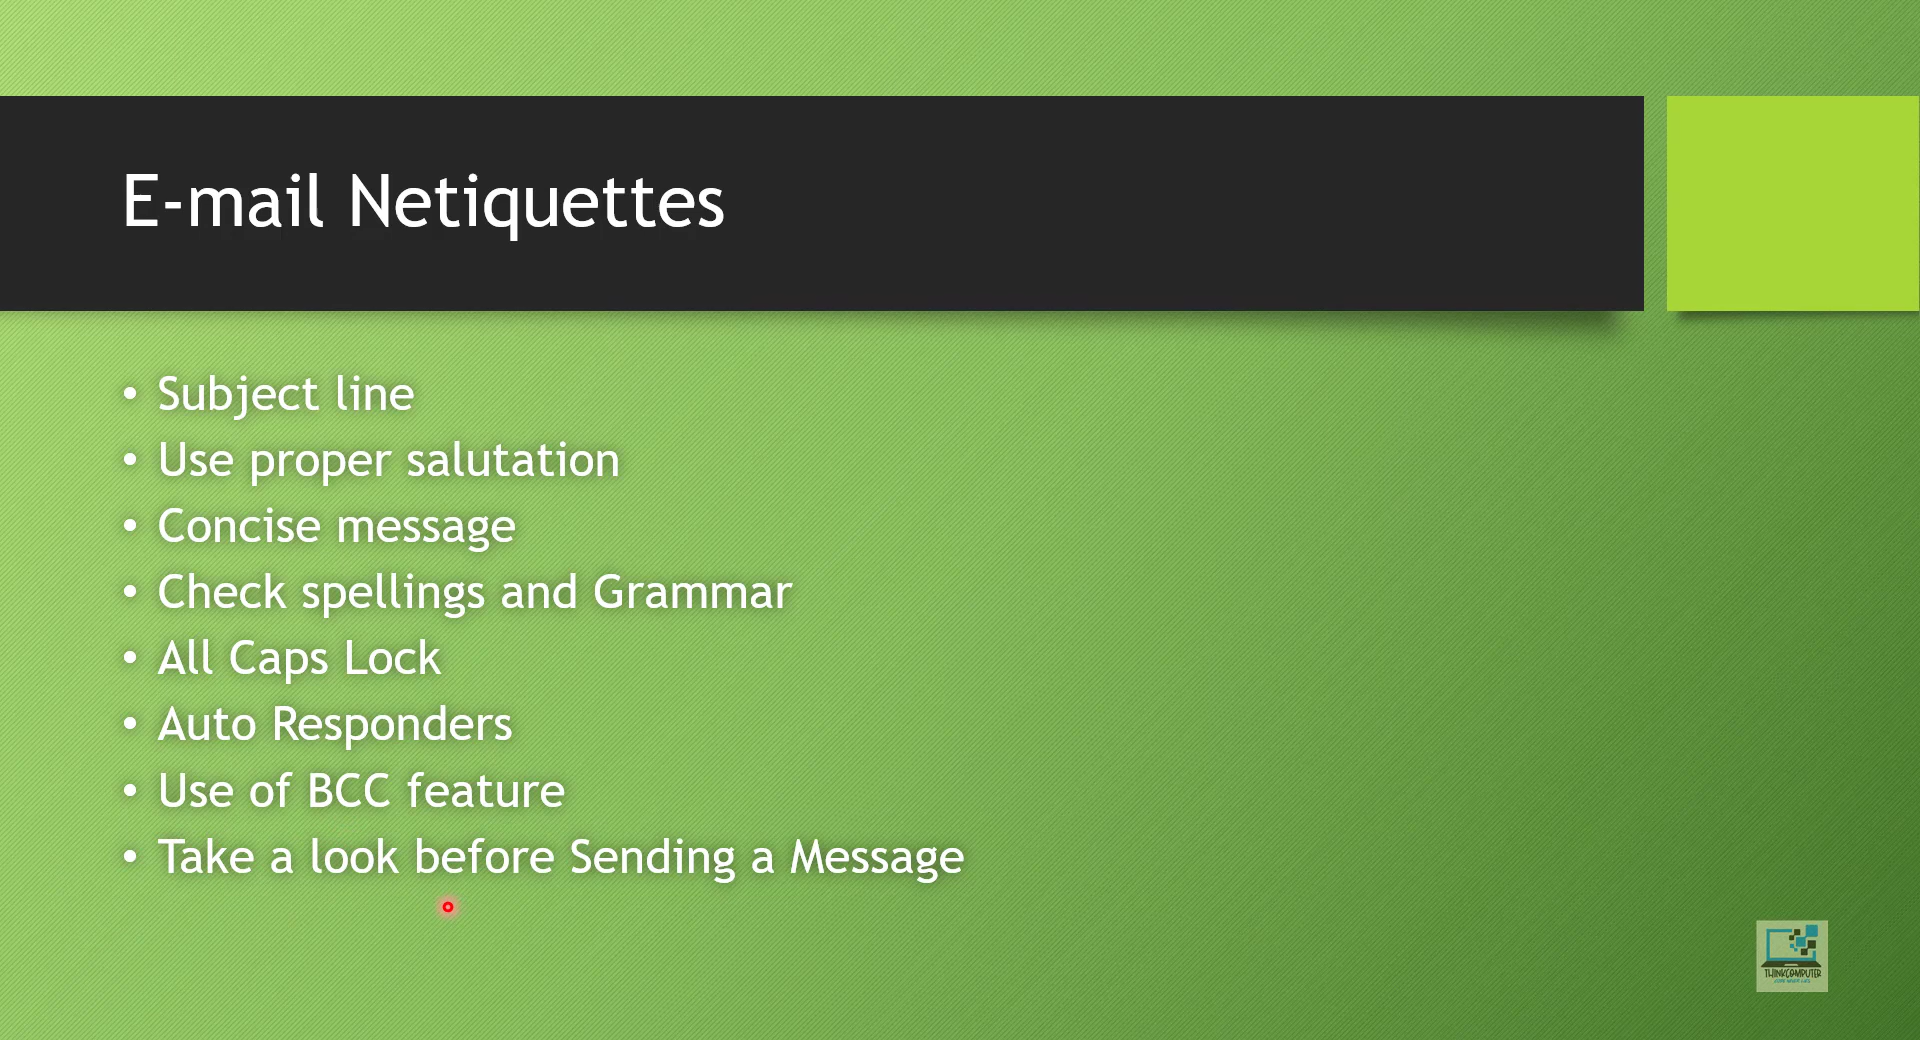 E-mail Netiquettes
• Subject line
• Use proper salutation
• Concise message
• Check spellings and Grammar
• All Caps Lock
• Auto Responders
• Use of BCC feature
• Take a look before Sending a Message
THINKCOMPUTER